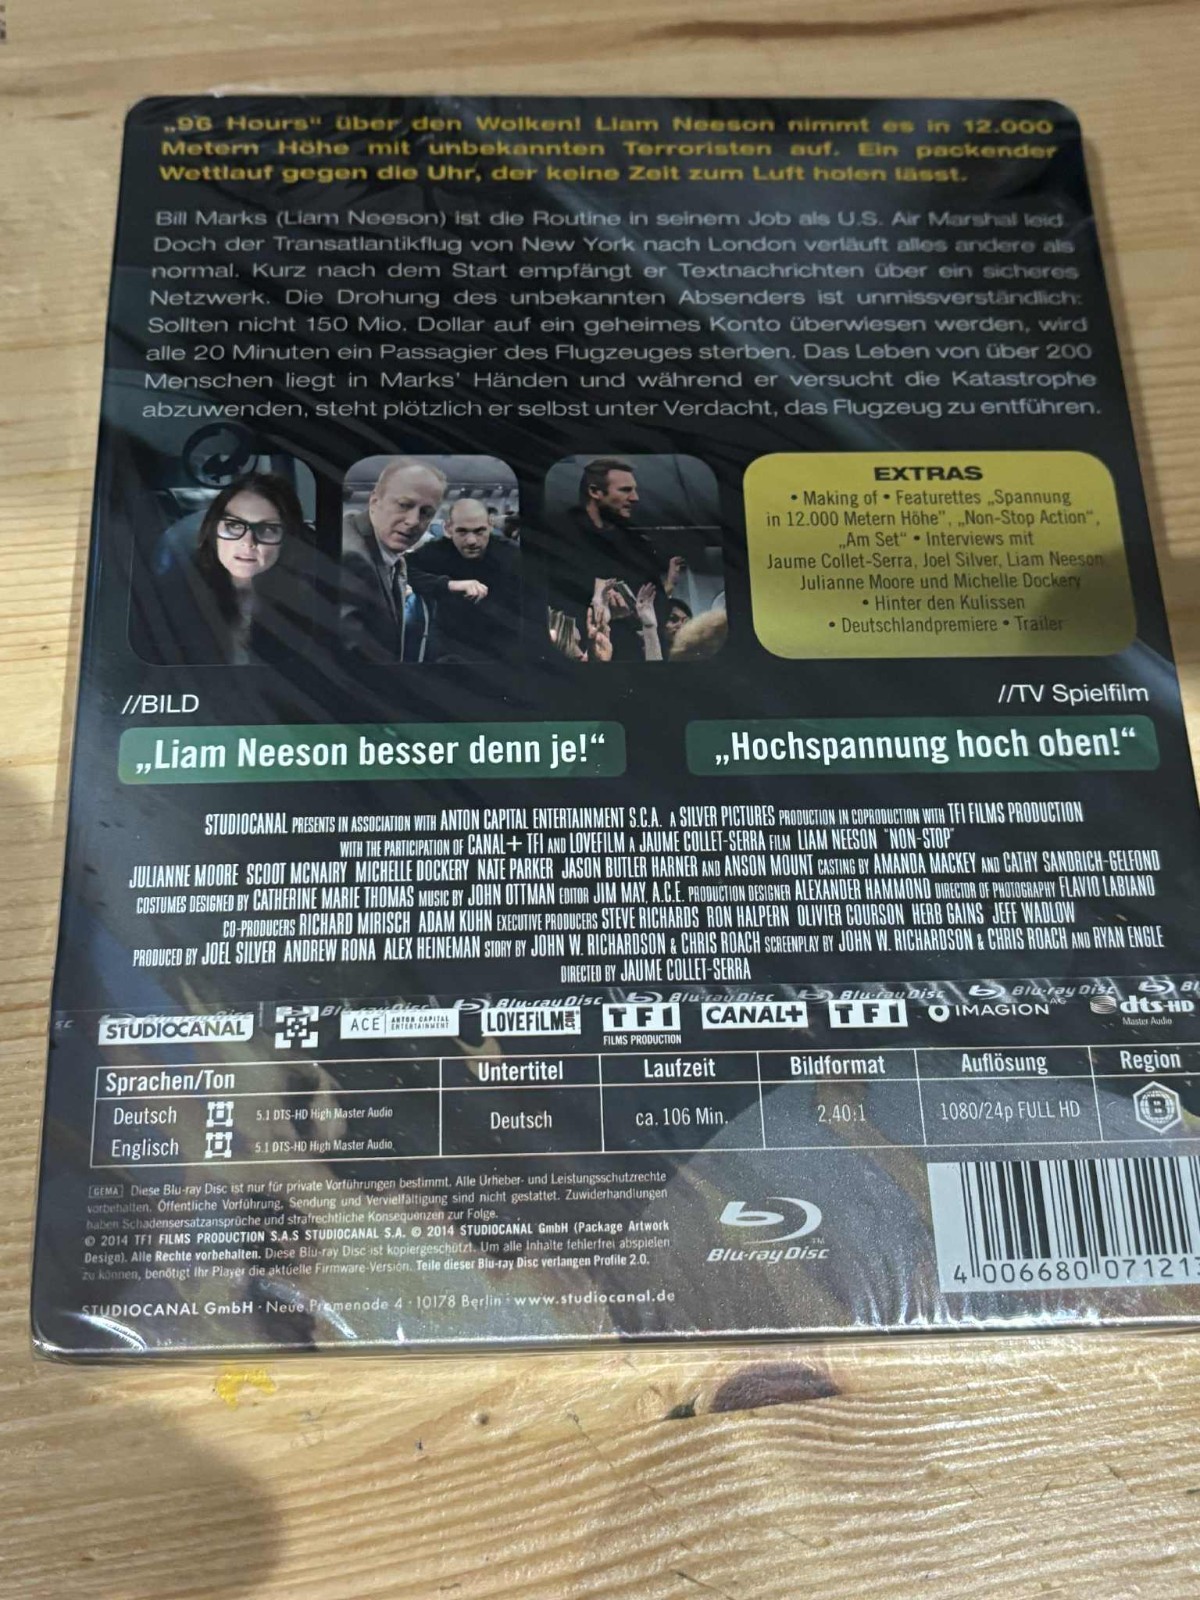 „96 Hours“ über den Wolken! Liam Neeson nimmt es in 12.000
Metern Höhe mit unbekannten Terroristen auf. Ein packender
Wettlauf gegen die Uhr, der keine Zeit zum Luft holen lässt.
Bill Marks (Liam Neeson) ist die Routine in seinem Job als U.S. Air Marshal leid.
Doch der Transatlantikflug von New York nach London verläuft alles andere als
normal. Kurz nach dem Start empfängt er Textnachrichten über ein sicheres
Netzwerk. Die Drohung des unbekannten Absenders ist unmissverständlich:
Sollten nicht 150 Mio. Dollar auf ein geheimes Konto überwiesen werden, wird
alle 20 Minuten ein Passagier des Flugzeuges sterben. Das Leben von über 200
Menschen liegt in Marks' Händen und während er versucht die Katastrophe
abzuwenden, steht plötzlich er selbst unter Verdacht, das Flugzeug zu entführen.
EXTRAS
• Making of • Featurettes „Spannung
in 12.000 Metern Höhe“, „Non-Stop Action“,
„Am Set“ • Interviews mit
Jaume Collet-Serra, Joel Silver, Liam Neeson
Julianne Moore und Michelle Dockery
• Hinter den Kulissen
• Deutschlandpremiere • Trailer
//BILD
„Liam Neeson besser denn je!“
//TV Spielfilm
„Hochspannung hoch oben!“
STUDIOCANAL PRESENTS IN ASSOCIATION WITH ANTON CAPITAL ENTERTAINMENT S.C.A. A SILVER PICTURES PRODUCTION IN COPRODUCTION WITH TF1 FILMS PRODUCTION
WITH THE PARTICIPATION OF CANAL+ TF1 AND LOVEFILM A JAUME COLLET-SERRA FILM LIAM NEESON "NON-STOP"
JULIANNE MOORE SCOOT MCNAIRY MICHELLE DOCKERY NATE PARKER JASON BUTLER HARNER AND ANSON MOUNT CASTING BY AMANDA MACKEY AND CATHY SANDRICH-GELFOND
COSTUMES DESIGNED BY CATHERINE MARIE THOMAS MUSIC BY JOHN OTTMAN EDITOR JIM MAY, A.C.E. PRODUCTION DESIGNER ALEXANDER HAMMOND DIRECTOR OF PHOTOGRAPHY FLAVIO LABIANO
CO-PRODUCERS RICHARD MIRISCH ADAM KUHN EXECUTIVE PRODUCERS STEVE RICHARDS RON HALPERN OLIVIER COURSON HERB GAINS JEFF WADLOW
PRODUCED BY JOEL SILVER ANDREW RONA ALEX HEINEMAN STORY BY JOHN W. RICHARDSON & CHRIS ROACH SCREENPLAY BY JOHN W. RICHARDSON & CHRIS ROACH AND RYAN ENGLE
DIRECTED BY JAUME COLLET-SERRA
Blu-ray Disc Blu-ray Disc Blu-ray Disc Blu-ray Disc Blu-ray Disc
STUDIOCANAL ACE ANTON CAPITAL ENTERTAINMENT LOVEFILM.COM TF1 FILMS PRODUCTION CANAL+ TF1 IMAGION AG dts-HD Master Audio
Sprachen/Ton Untertitel Laufzeit Bildformat Auflösung Region
Deutsch 5.1 DTS-HD High Master Audio Deutsch ca. 106 Min. 2,40:1 1080/24p FULL HD B
Englisch 5.1 DTS-HD High Master Audio
GEMA Diese Blu-ray Disc ist nur für private Vorführungen bestimmt. Alle Urheber- und Leistungsschutzrechte
vorbehalten. Öffentliche Vorführung, Sendung und Vervielfältigung sind nicht gestattet. Zuwiderhandlungen
haben Schadensersatzansprüche und strafrechtliche Konsequenzen zur Folge.
© 2014 TF1 FILMS PRODUCTION S.A.S STUDIOCANAL S.A. © 2014 STUDIOCANAL GmbH (Package Artwork
Design). Alle Rechte vorbehalten. Diese Blu-ray Disc ist kopiergeschützt. Um alle Inhalte fehlerfrei abspielen
zu können, benötigt Ihr Player die aktuelle Firmware-Version. Teile dieser Blu-ray Disc verlangen Profile 2.0.
STUDIOCANAL GmbH · Neue Promenade 4 · 10178 Berlin · www.studiocanal.de
Blu-ray Disc
4 006680 071213